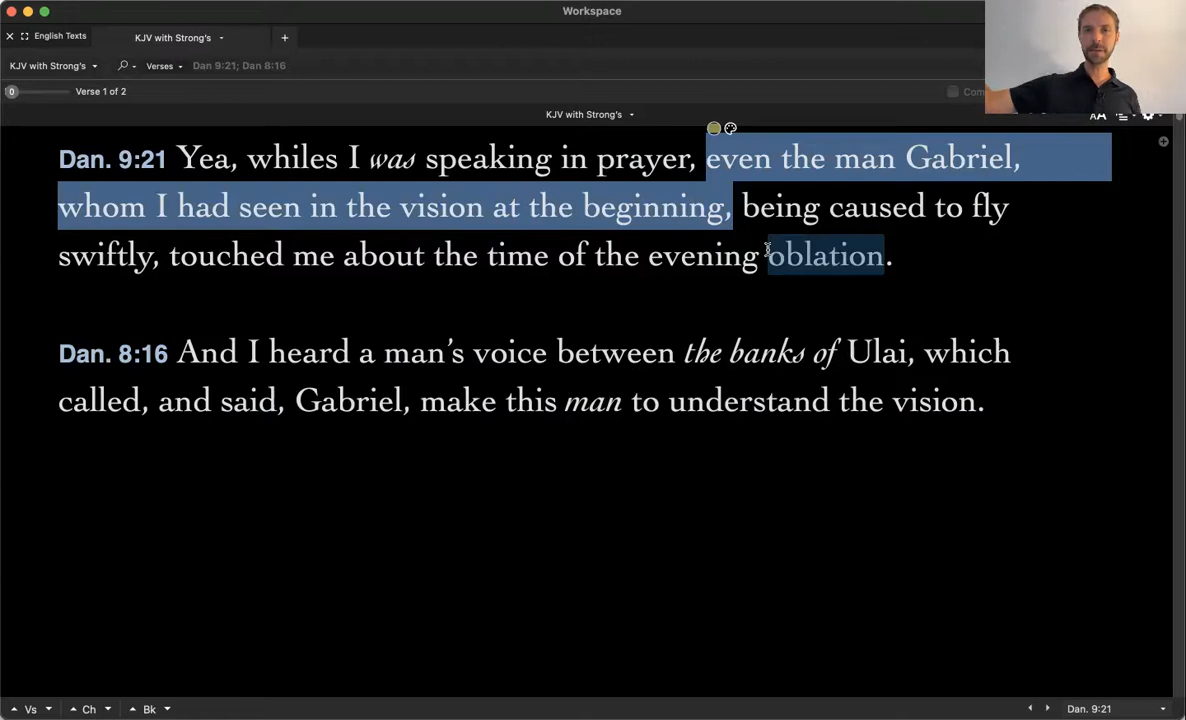 Workspace
English Texts
KJV with Strong's
+
KJV with Strong's
Verses
Dan 9:21; Dan 8:16
0
Verse 1 of 2
KJV with Strong's
AA
Dan. 9:21 Yea, whiles I was speaking in prayer, even the man Gabriel,
whom I had seen in the vision at the beginning, being caused to fly
swiftly, touched me about the time of the evening oblation.
Dan. 8:16 And I heard a man's voice between the banks of Ulai, which
called, and said, Gabriel, make this man to understand the vision.
Vs
Ch
Bk
Dan. 9:21